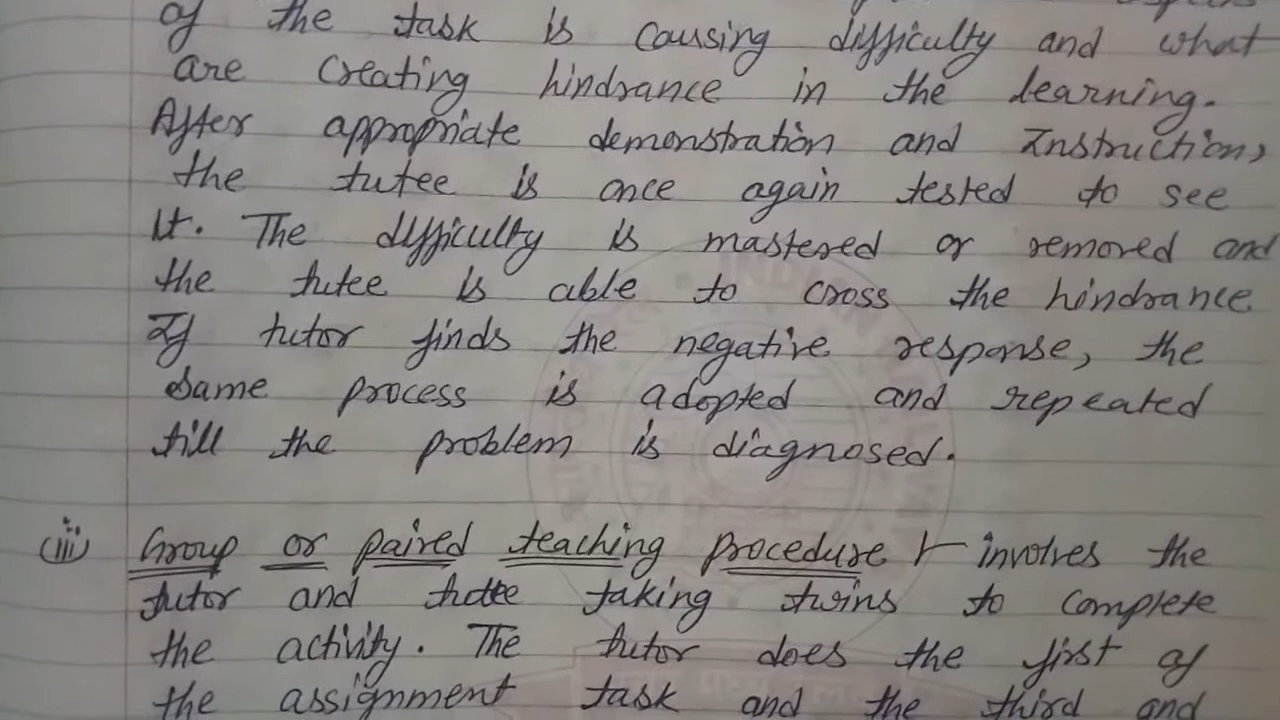 of the task is causing difficulty and what
are creating hindrance in the learning.
After appropriate demonstration and Instruction,
the tutee is once again tested to see
It. The difficulty is mastered or removed and
the tutee is able to cross the hindrance
If tutor finds the negative response, the
same process is adopted and repeated
till the problem is diagnosed.
(iii) Group or paired teaching procedure :- involves the
tutor and tutee taking twins to complete
the activity. The tutor does the first of
the assignment task and the third and